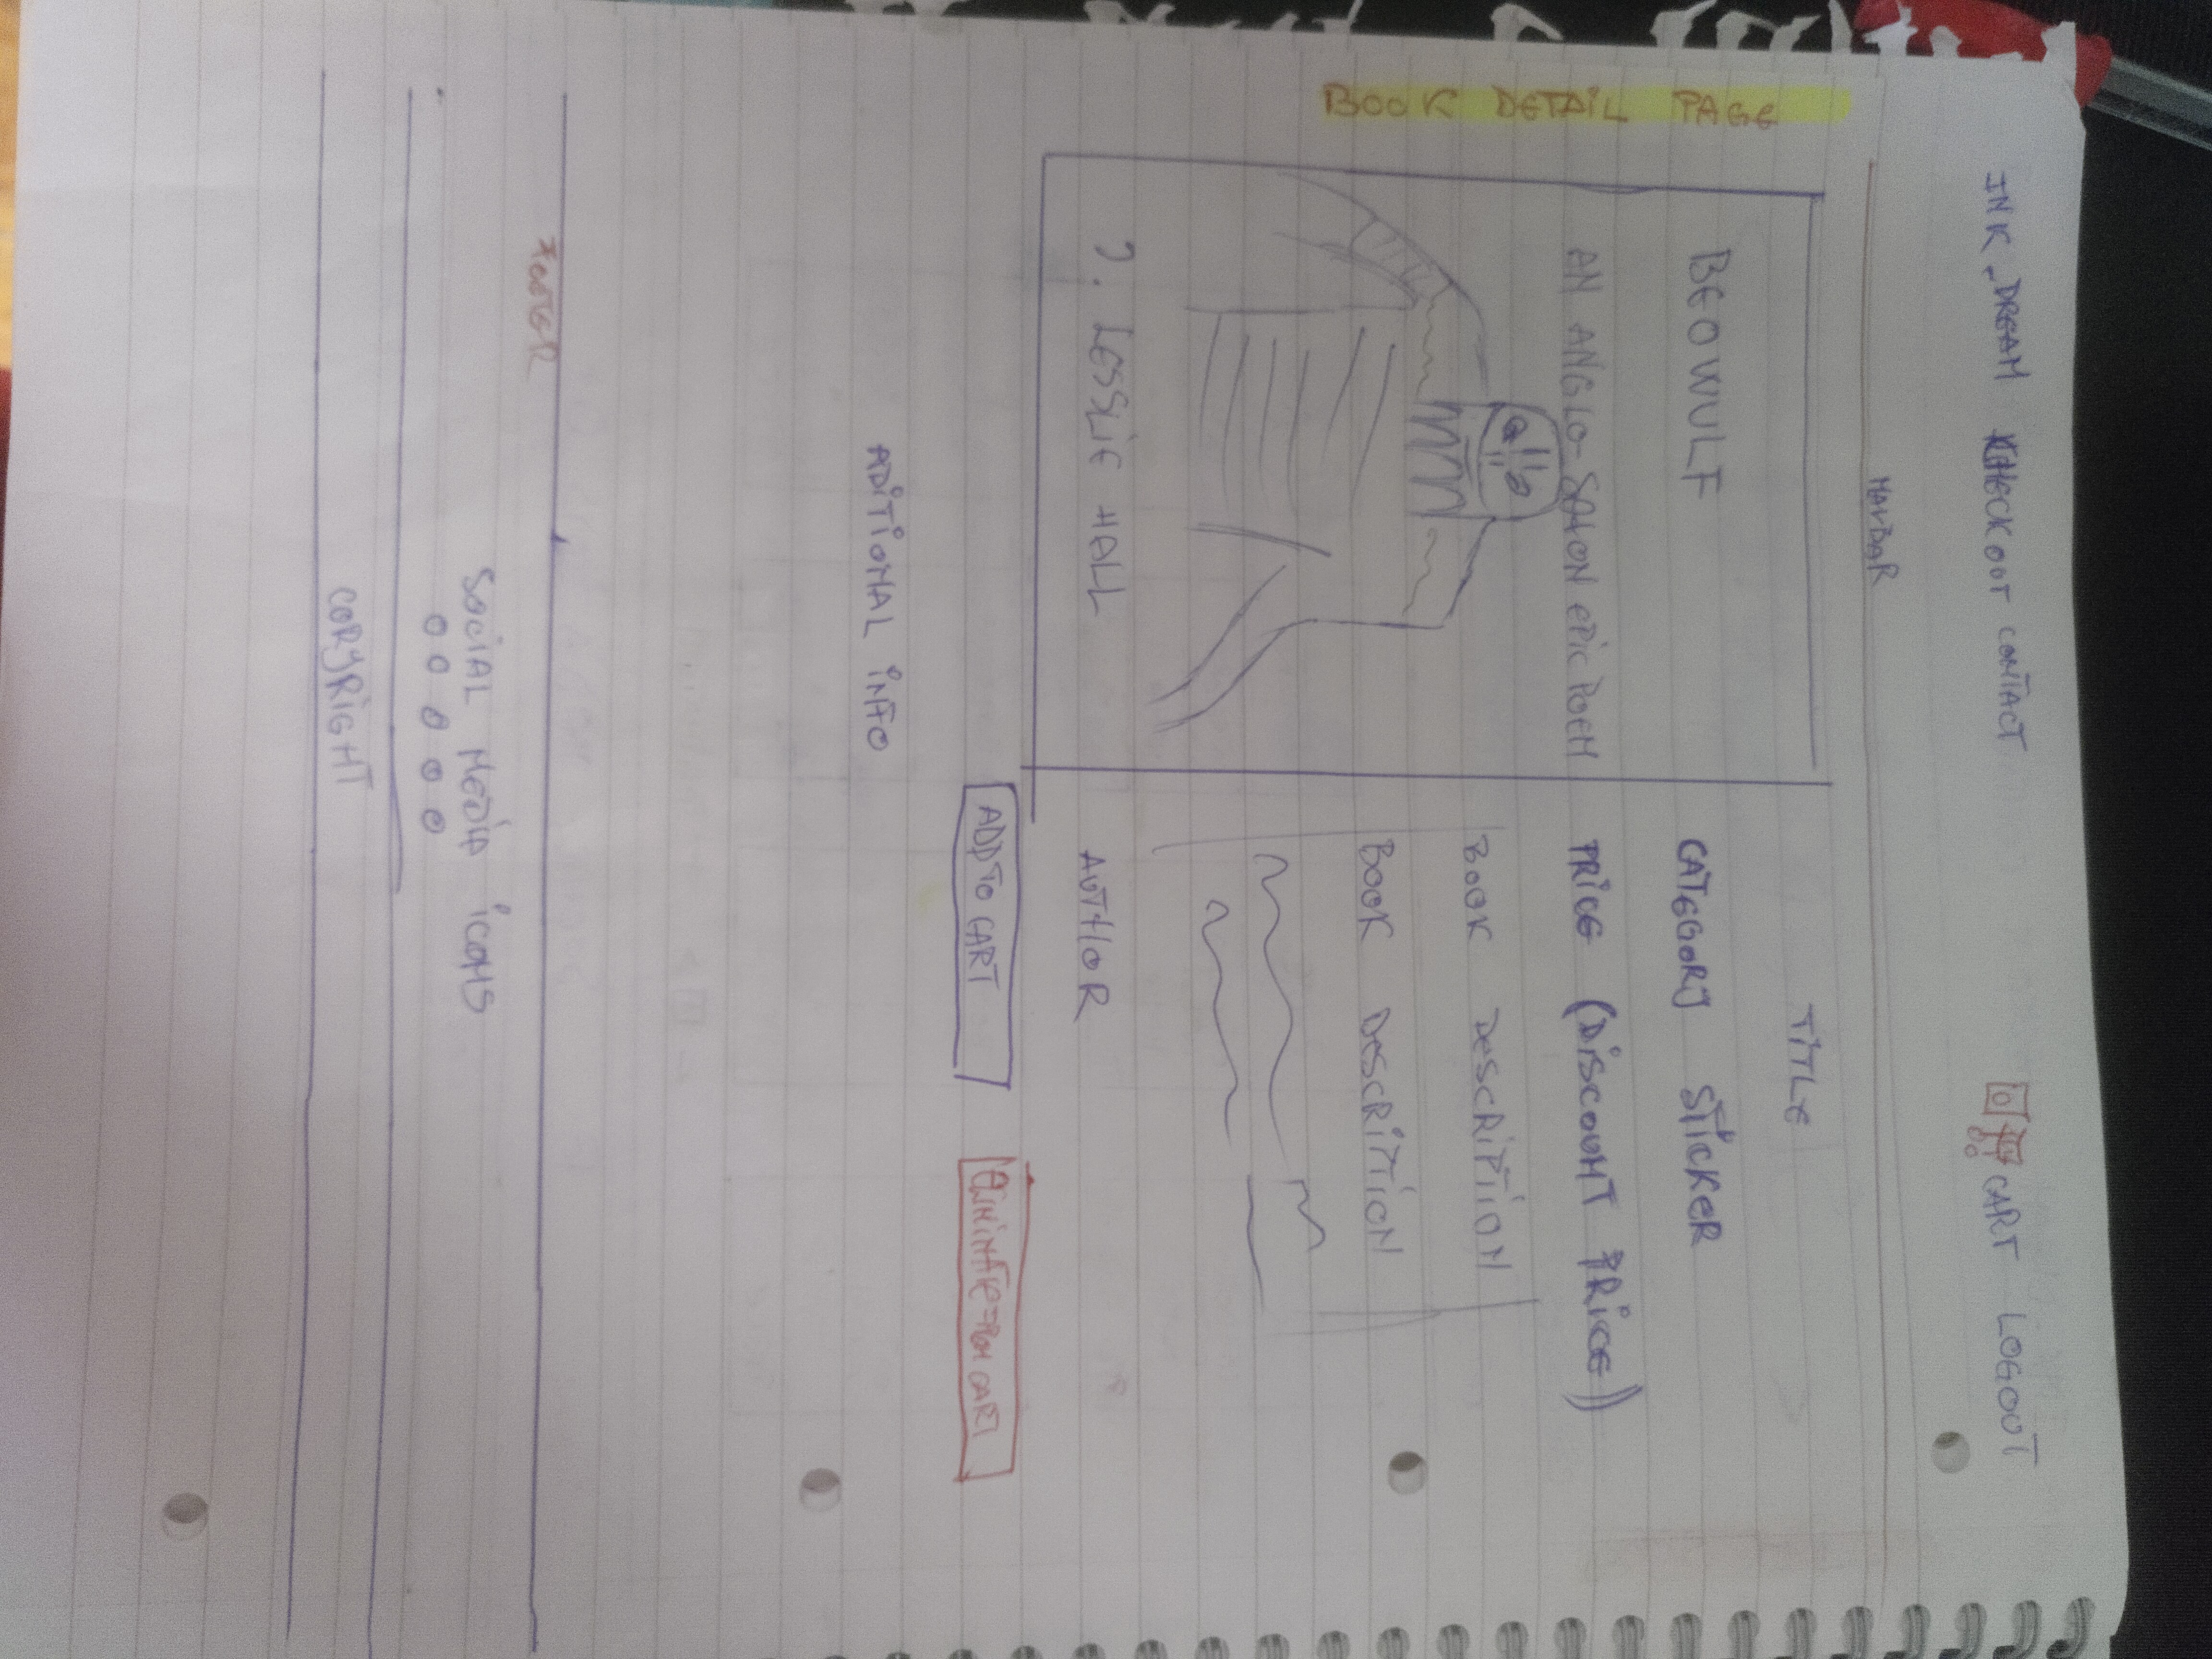 INK_DREAM CHECKOUT CONTACT CART LOGOUT
NAVBAR
BOOK DETAIL PAGE
TITLE
BEOWULF
CATEGORY STICKER
AN ANGLO-SAXON EPIC POEM
PRICE (DISCOUNT PRICE)
BOOK DESCRIPTION
BOOK DESCRIPTION
J. LESSLIE HALL
AUTHOR
ADD TO CART
ELIMINATE FROM CART
ADITIONAL INFO
FOOTER
SOCIAL MEDIA ICONS
COPYRIGHT